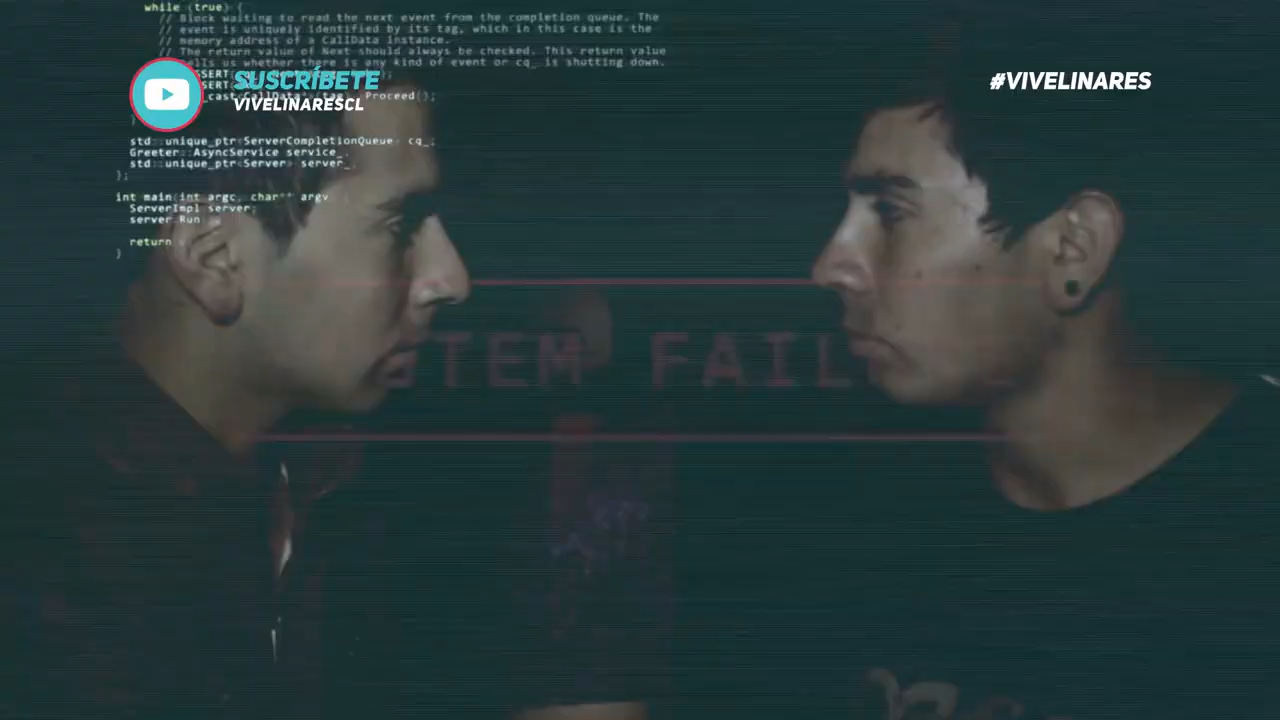 while (true) {
// Block waiting to read the next event from the completion queue. The
// event is uniquely identified by its tag, which in this case is the
// memory address of a CallData instance.
// The return value of Next should always be checked. This return value
tells us whether there is any kind of event or cq_ is shutting down.
SUSCRÍBETE
VIVELINARESCL
#VIVELINARES
Proceed();
std::unique_ptr<ServerCompletionQueue> cq_;
Greeter::AsyncService service_
std::unique_ptr<Server> server_
};
int main(int argc, char** argv
ServerImpl server;
server.Run
return
}
TEM FAIL